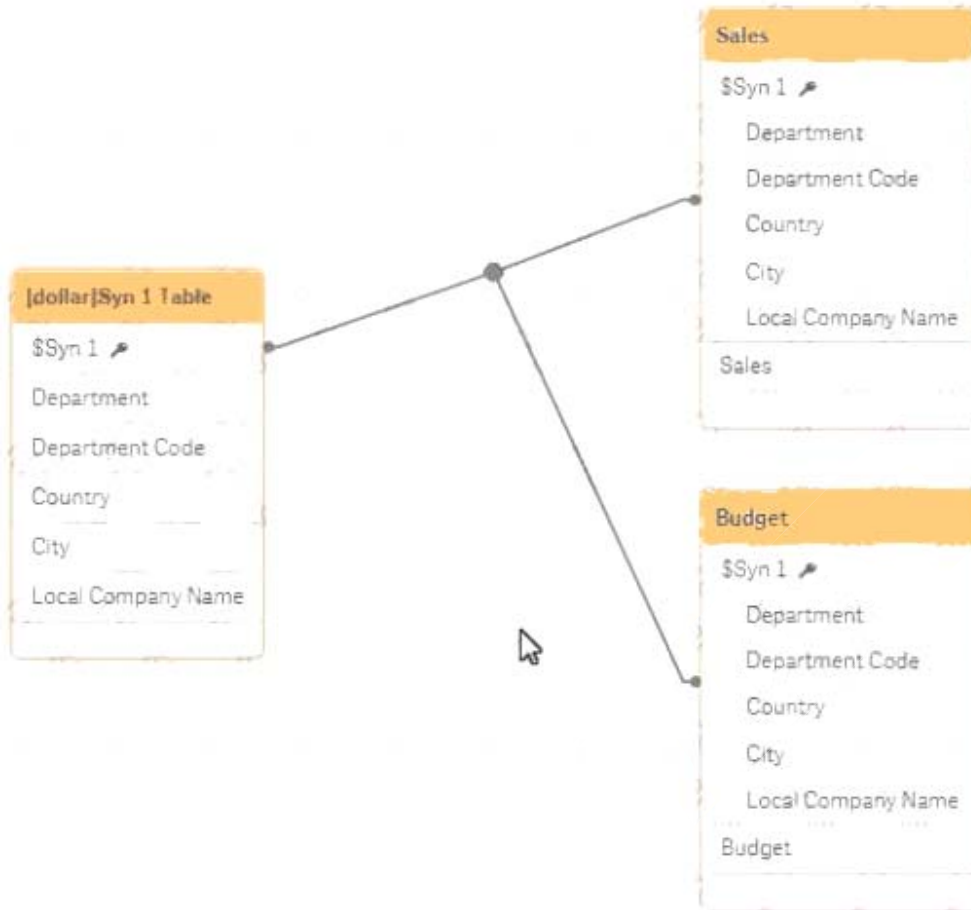 Sales
$Syn 1
Department
Department Code
Country
City
Local Company Name
Sales
[dollar]Syn 1 Table
$Syn 1
Department
Department Code
Country
City
Local Company Name
Budget
$Syn 1
Department
Department Code
Country
City
Local Company Name
Budget